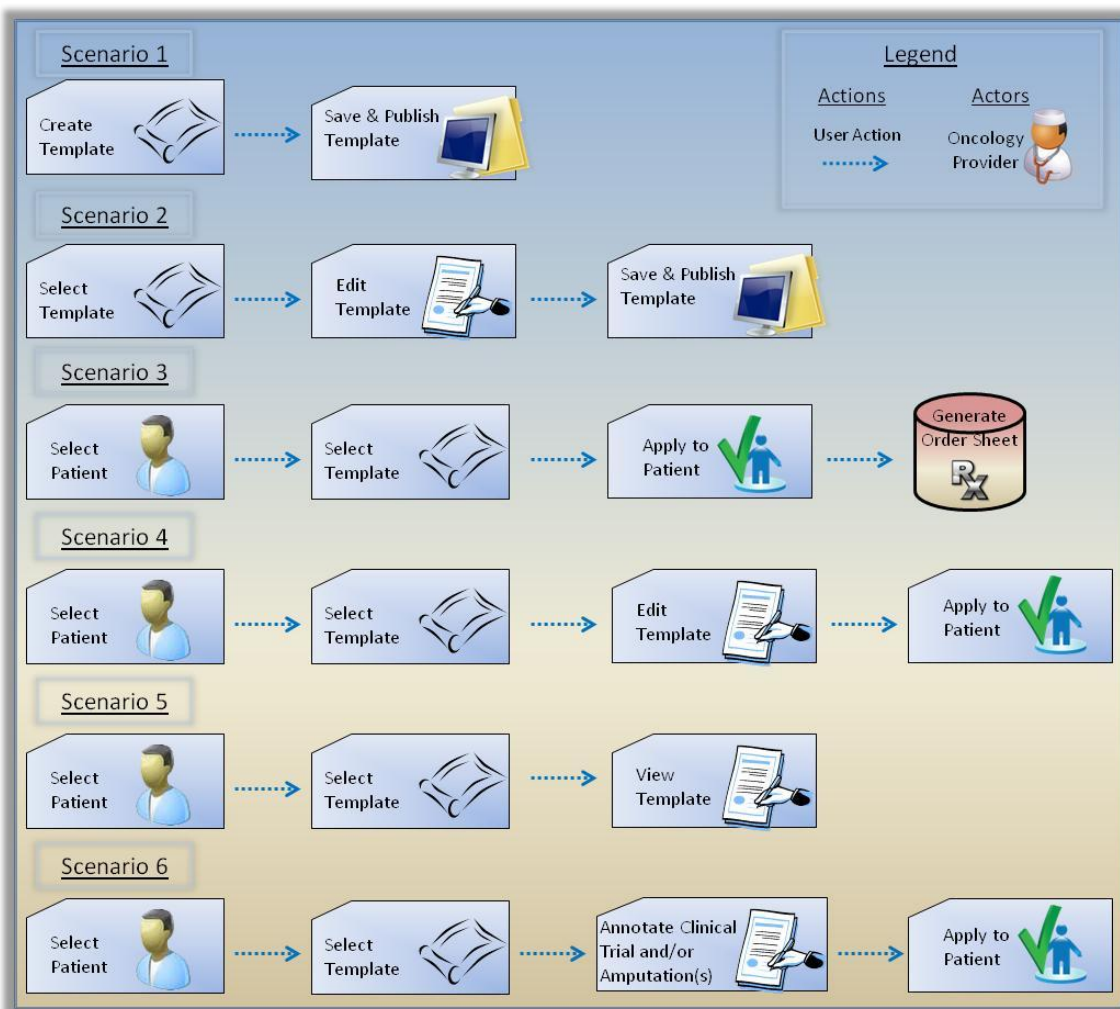 Scenario 1
Legend
Actions
Actors
User Action
Oncology
Provider
Create
Template
Save & Publish
Template
Scenario 2
Select
Template
Edit
Template
Save & Publish
Template
Scenario 3
Select
Patient
Select
Template
Apply to
Patient
Generate
Order Sheet
Rx
Scenario 4
Select
Patient
Select
Template
Edit
Template
Apply to
Patient
Scenario 5
Select
Patient
Select
Template
View
Template
Scenario 6
Select
Patient
Select
Template
Annotate Clinical
Trial and/or
Amputation(s)
Apply to
Patient